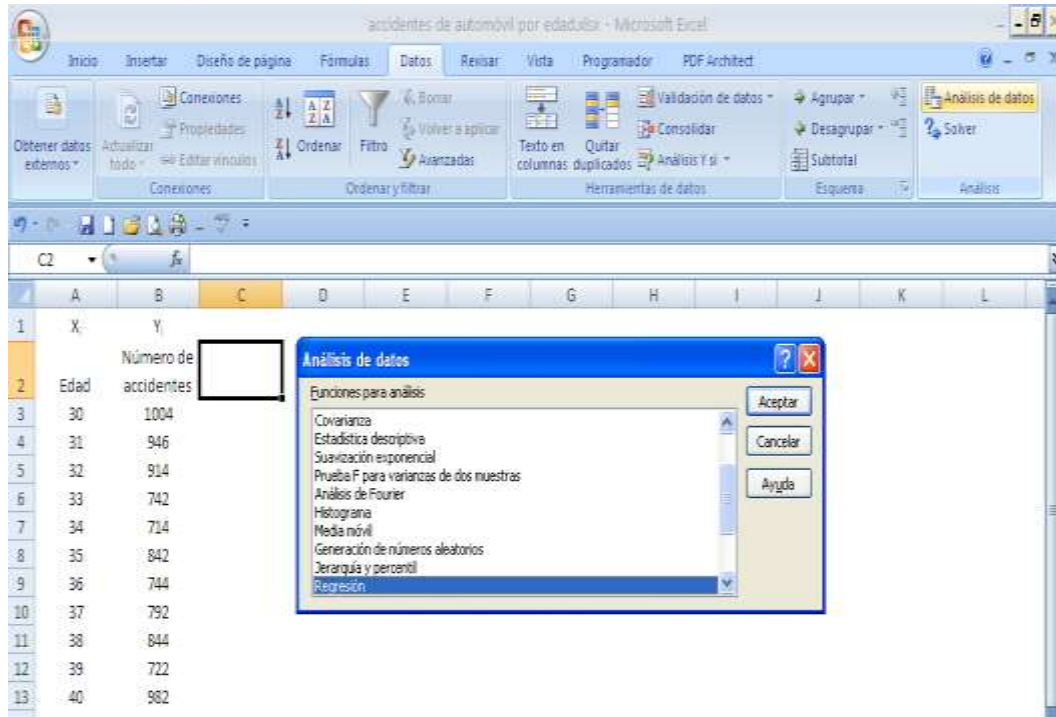 accidentes de automóvil por edad.xlsx - Microsoft Excel
Inicio Insertar Diseño de página Fórmulas Datos Revisar Vista Programador PDF Architect
Obtener datos externos
Actualizar todo
Conexiones
Propiedades
Editar vínculos
Conexiones
Ordenar
Filtro
Borrar
Volver a aplicar
Avanzadas
Ordenar y filtrar
Texto en columnas
Quitar duplicados
Validación de datos
Consolidar
Análisis Y si
Herramientas de datos
Agrupar
Desagrupar
Subtotal
Esquema
Análisis de datos
Solver
Análisis
C2 fx
A B C D E F G H I J K L
1 X Y
2 Edad Número de accidentes
3 30 1004
4 31 946
5 32 914
6 33 742
7 34 714
8 35 842
9 36 744
10 37 792
11 38 844
12 39 722
13 40 982
Análisis de datos
Funciones para análisis
Covarianza
Estadística descriptiva
Suavización exponencial
Prueba F para varianzas de dos muestras
Análisis de Fourier
Histograma
Media móvil
Generación de números aleatorios
Jerarquía y percentil
Regresión
Aceptar
Cancelar
Ayuda